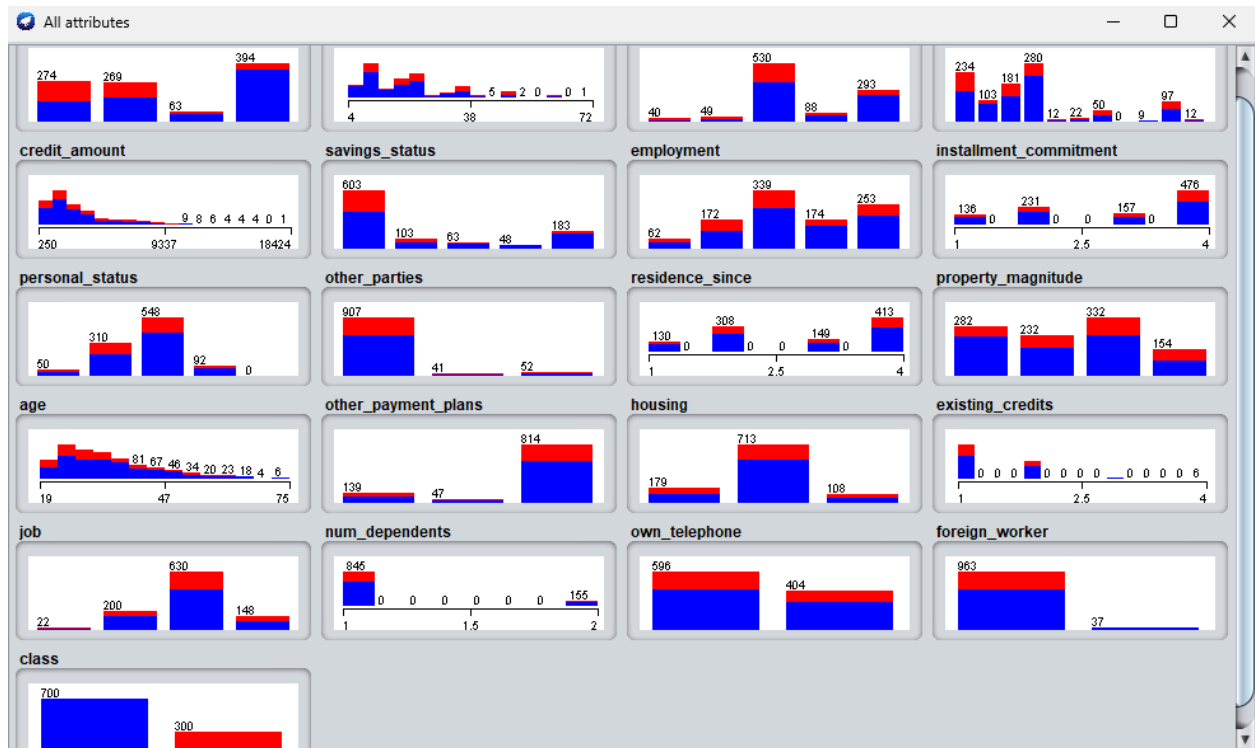 All attributes
274 269 63 394
5 2 0 0 1
4 38 72
40 49 530 88 293
234 103 181 280 12 22 50 0 9 97 12
credit_amount savings_status employment installment_commitment
9 8 6 4 4 4 0 1
250 9337 18424
603 103 63 48 183
62 172 339 174 253
136 0 231 0 0 157 0 476
1 2.5 4
personal_status other_parties residence_since property_magnitude
50 310 548 92 0
907 41 52
130 0 308 0 0 149 0 413
1 2.5 4
282 232 332 154
age other_payment_plans housing existing_credits
81 67 46 34 20 23 18 4 6
19 47 75
139 47 814
179 713 108
0 0 0 0 0 0 0 0 0 0 0 6
1 2.5 4
job num_dependents own_telephone foreign_worker
22 200 630 148
845 0 0 0 0 0 0 155
1 1.5 2
596 404
963 37
class
700 300